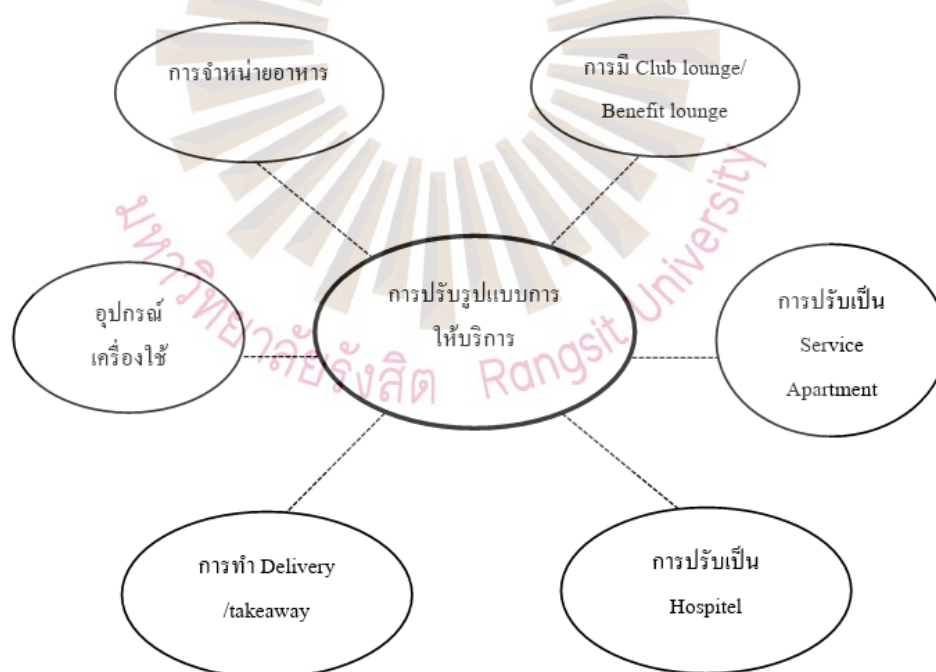 การจำหน่ายอาหาร
การมี Club lounge/
Benefit lounge
การปรับรูปแบบการ
ให้บริการ
อุปกรณ์
เครื่องใช้
การปรับเป็น
Service
Apartment
การทำ Delivery
/takeaway
การปรับเป็น
Hospitel
มหาวิทยาลัยรังสิต Rangsit University